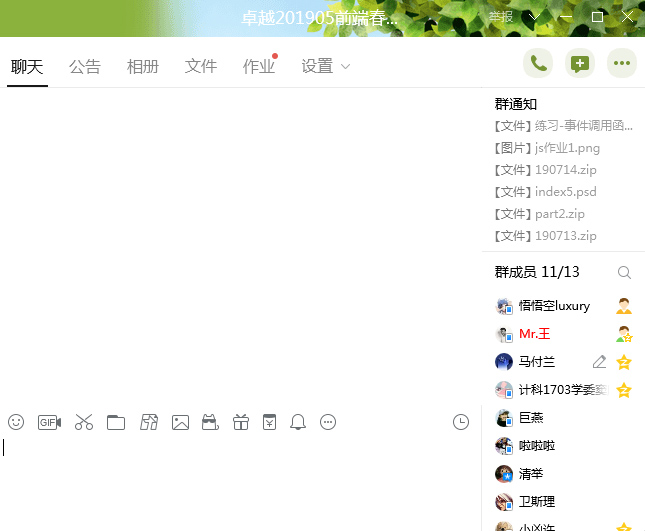 卓越201905前端春...
举报
聊天 公告 相册 文件 作业 设置
群通知
【文件】练习-事件调用函...
【图片】js作业1.png
【文件】190714.zip
【文件】index5.psd
【文件】part2.zip
【文件】190713.zip
群成员 11/13
悟悟空luxury
Mr.王
马付兰
计科1703学委
巨燕
啦啦啦
清举
卫斯理
GIF